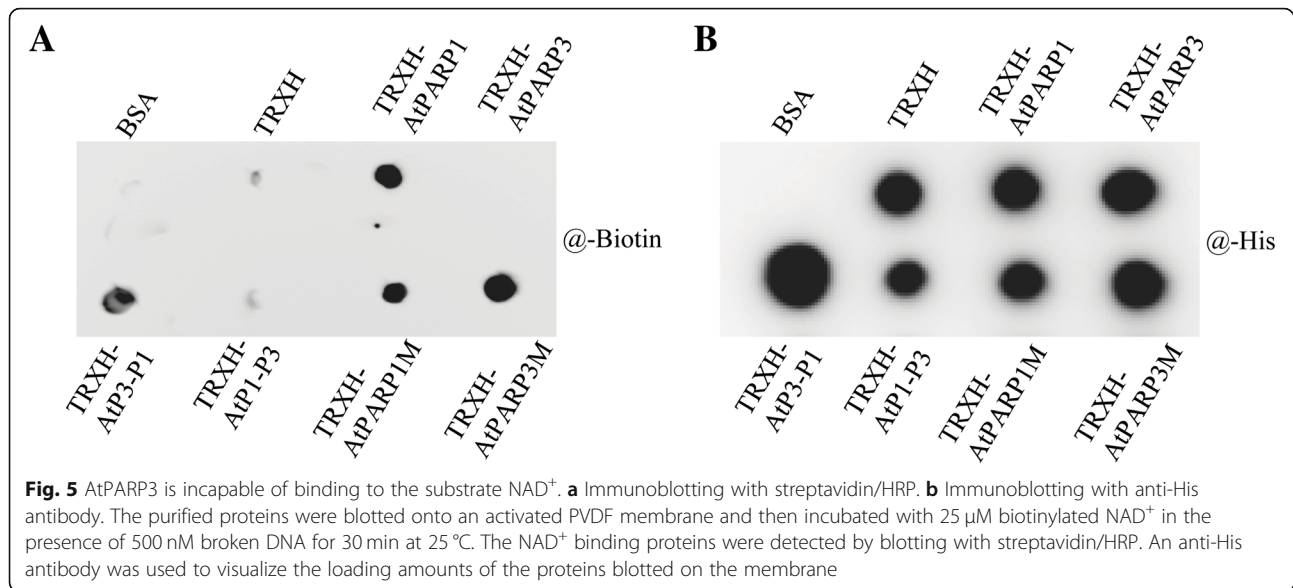 A
BSA
TRXH
TRXH-
AtPARP1
TRXH-
AtPARP3
@-Biotin
TRXH-
AtP3-P1
TRXH-
AtP1-P3
TRXH-
AtPARP1M
TRXH-
AtPARP3M
B
BSA
TRXH
TRXH-
AtPARP1
TRXH-
AtPARP3
@-His
TRXH-
AtP3-P1
TRXH-
AtP1-P3
TRXH-
AtPARP1M
TRXH-
AtPARP3M
Fig. 5 AtPARP3 is incapable of binding to the substrate NAD⁺. a Immunoblotting with streptavidin/HRP. b Immunoblotting with anti-His
antibody. The purified proteins were blotted onto an activated PVDF membrane and then incubated with 25 μM biotinylated NAD⁺ in the
presence of 500 nM broken DNA for 30 min at 25 °C. The NAD⁺ binding proteins were detected by blotting with streptavidin/HRP. An anti-His
antibody was used to visualize the loading amounts of the proteins blotted on the membrane